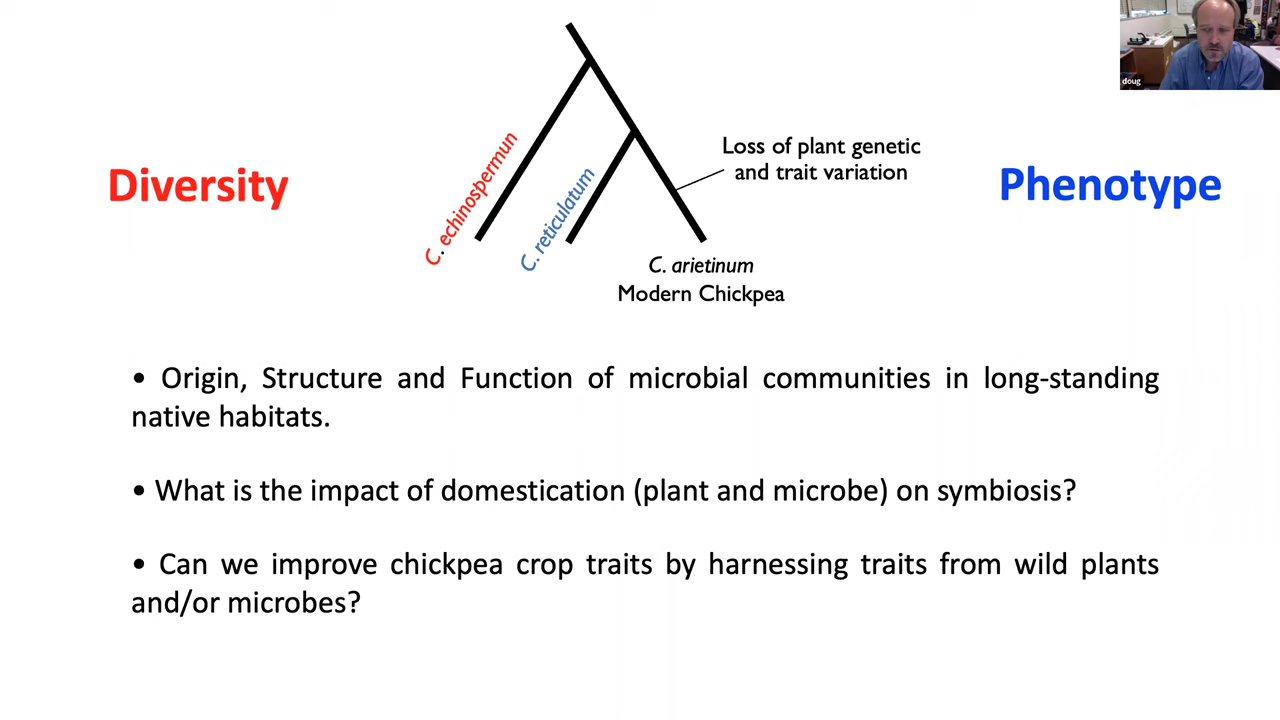 doug
Diversity
Phenotype
C. echinospermun
C. reticulatum
Loss of plant genetic
and trait variation
C. arietinum
Modern Chickpea
• Origin, Structure and Function of microbial communities in long-standing
native habitats.
• What is the impact of domestication (plant and microbe) on symbiosis?
• Can we improve chickpea crop traits by harnessing traits from wild plants
and/or microbes?